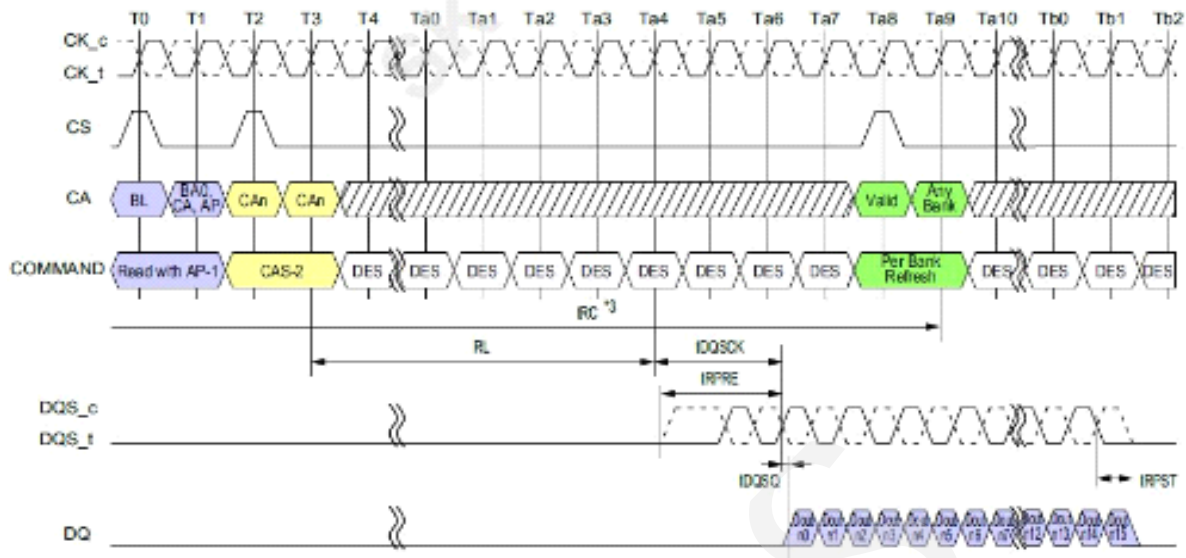 T0 T1 T2 T3 T4 Ta0 Ta1 Ta2 Ta3 Ta4 Ta5 Ta6 Ta7 Ta8 Ta9 Ta10 Tb0 Tb1 Tb2
CK_c
CK_t
CS
CA BL BA0, CA, AP CAn CAn Valid Any Bank
COMMAND Read with AP-1 CAS-2 DES DES DES DES DES DES DES DES DES Per Bank Refresh DES DES DES DES
tRC *3
RL tDQSCK
tRPRE
DQS_c
DQS_t
tDQSQ tRPST
DQ Dout n0 Dout n1 Dout n2 Dout n3 Dout n4 Dout n5 Dout n6 Dout n7 Dout n12 Dout n13 Dout n14 Dout n15